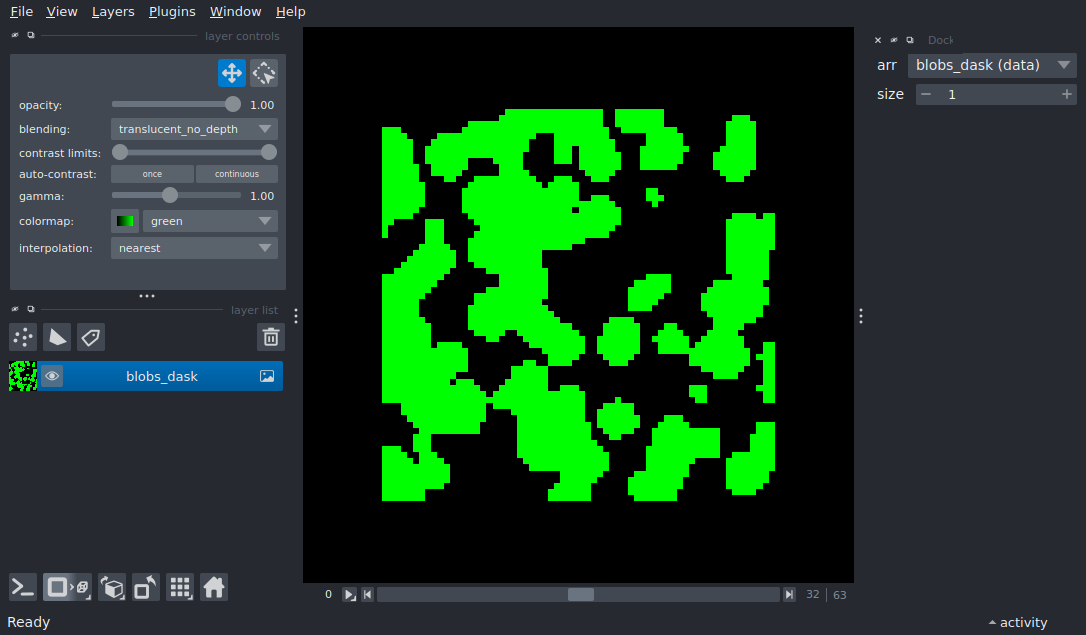 File View Layers Plugins Window Help
layer controls
opacity: 1.00
blending: translucent_no_depth
contrast limits:
auto-contrast: once continuous
gamma: 1.00
colormap: green
interpolation: nearest
layer list
blobs_dask
0 32 63
Ready
activity
Dock
arr blobs_dask (data)
size 1